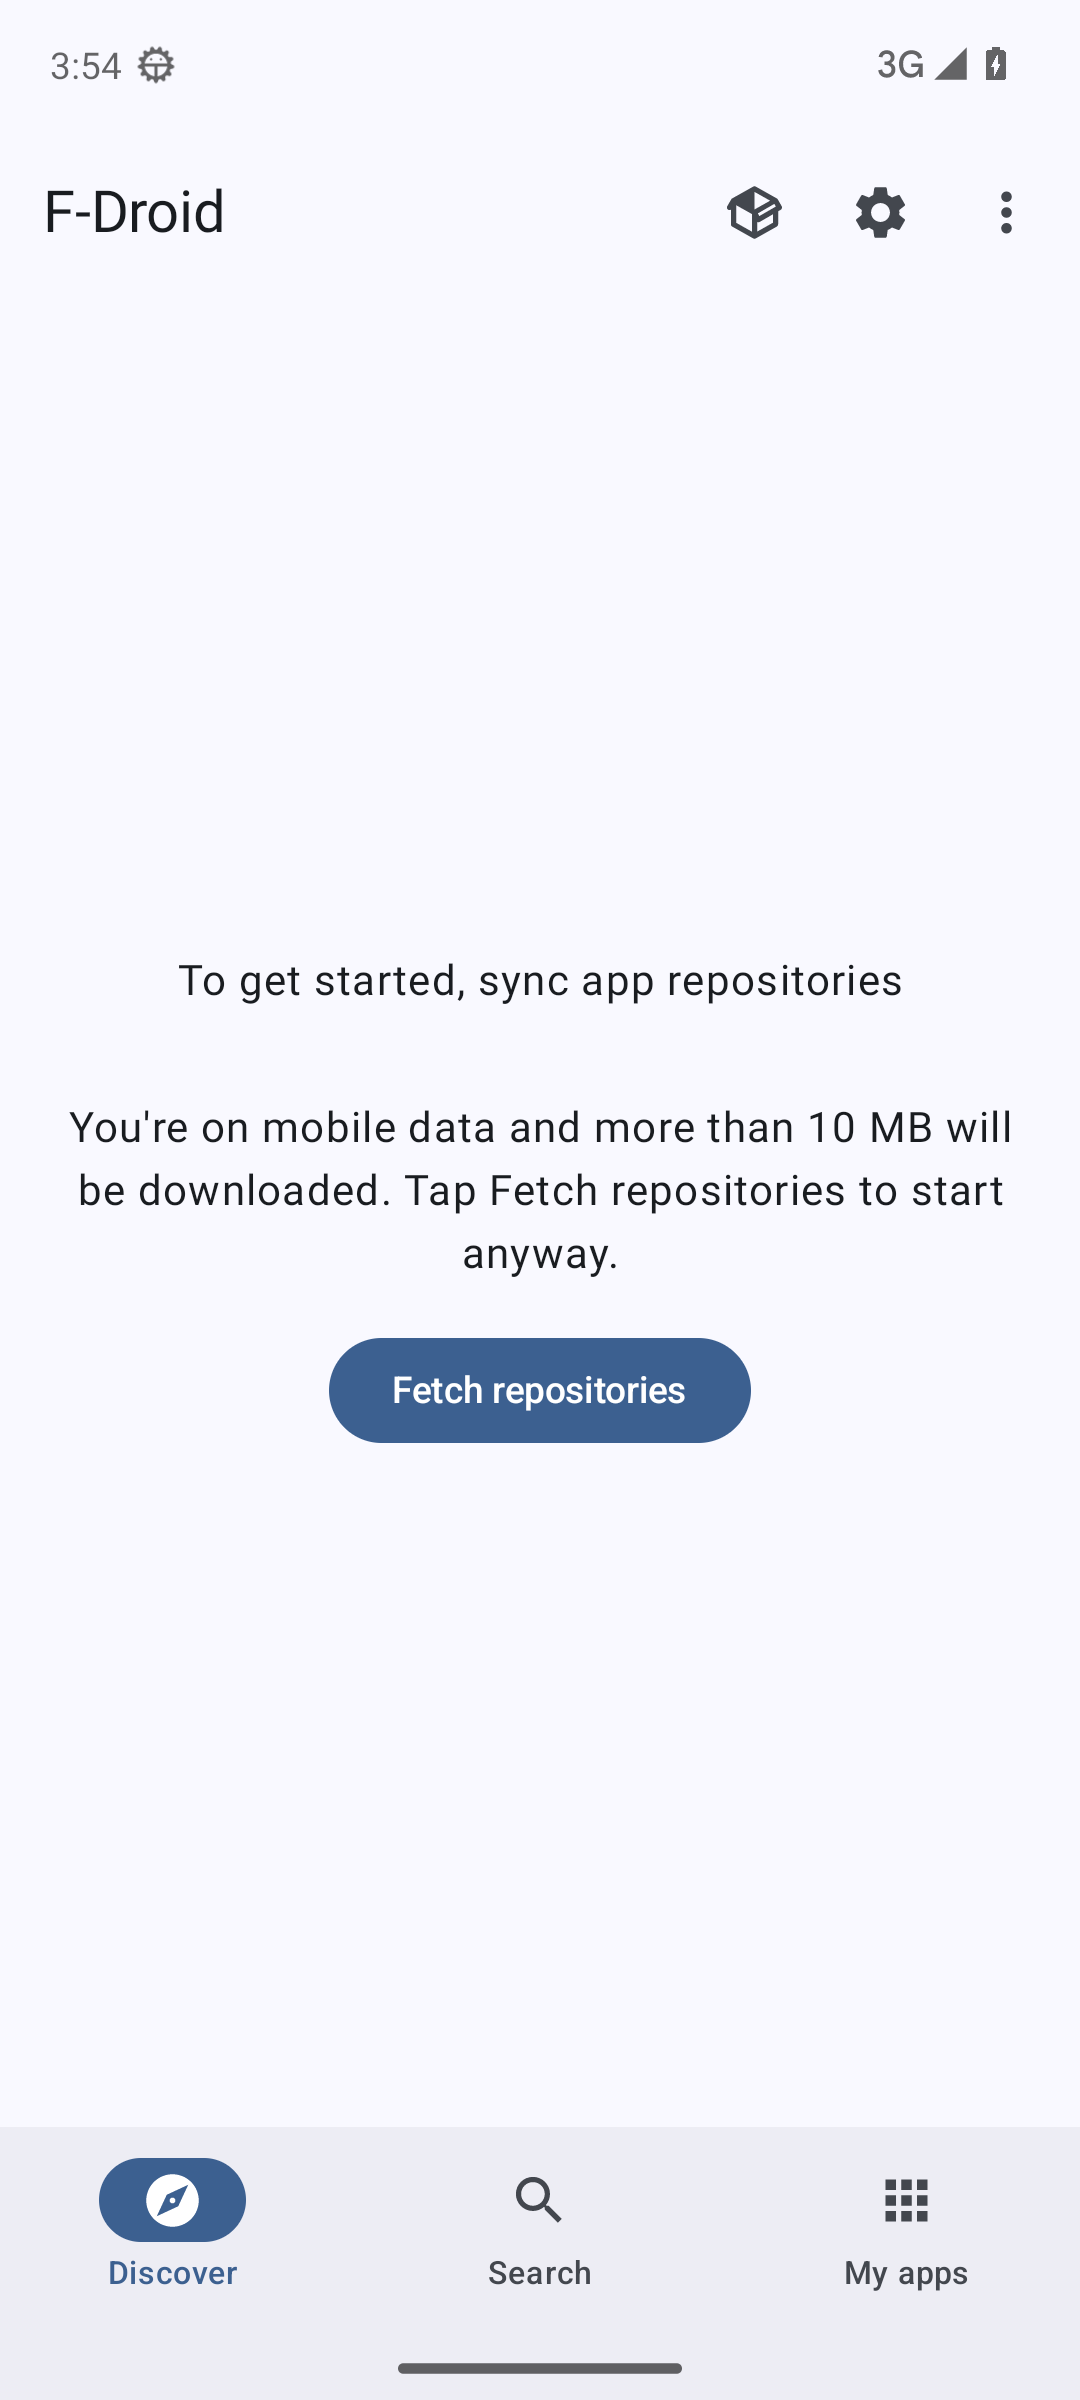 3:54
3G
F-Droid
To get started, sync app repositories
You're on mobile data and more than 10 MB will
be downloaded. Tap Fetch repositories to start
anyway.
Fetch repositories
Discover
Search
My apps